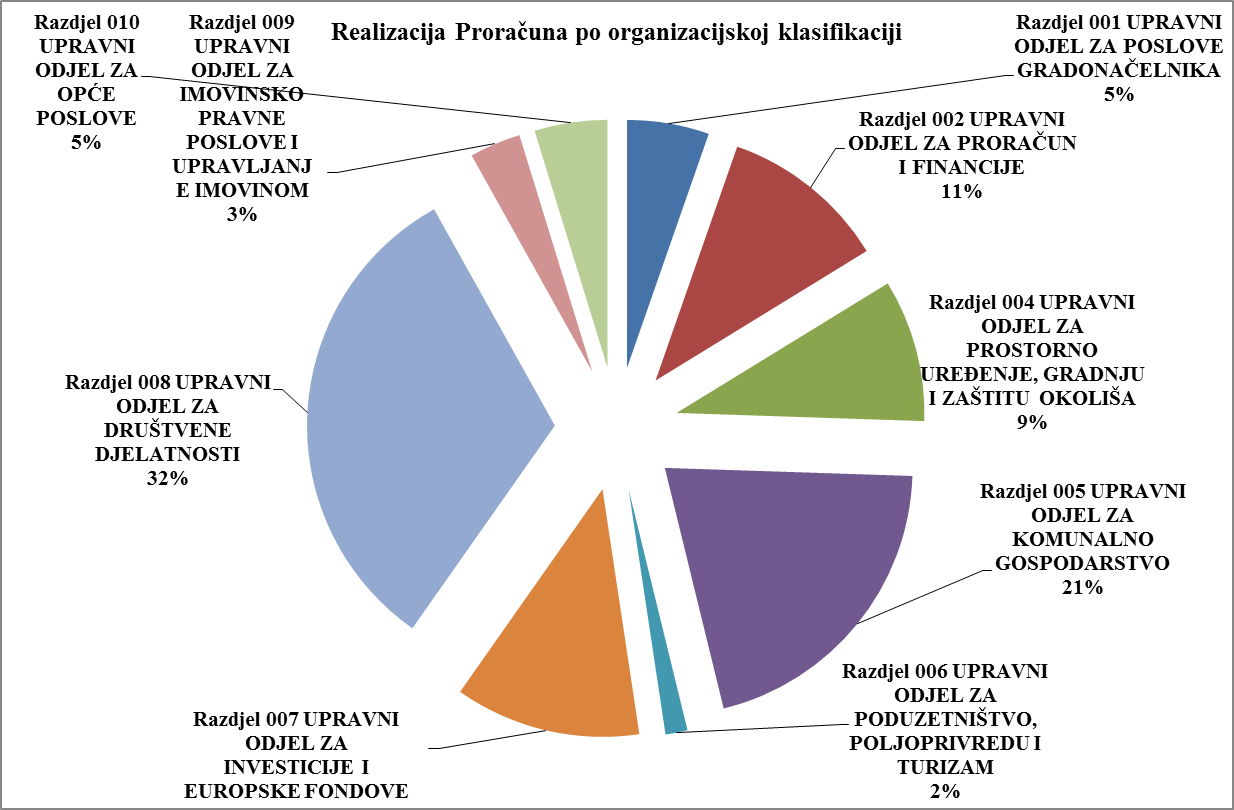 Realizacija Proračuna po organizacijskoj klasifikaciji
Razdjel 001 UPRAVNI
ODJEL ZA POSLOVE
GRADONAČELNIKA
5%
Razdjel 002 UPRAVNI
ODJEL ZA PRORAČUN
I FINANCIJE
11%
Razdjel 004 UPRAVNI
ODJEL ZA
PROSTORNO
UREĐENJE, GRADNJU
I ZAŠTITU OKOLIŠA
9%
Razdjel 005 UPRAVNI
ODJEL ZA
KOMUNALNO
GOSPODARSTVO
21%
Razdjel 006 UPRAVNI
ODJEL ZA
PODUZETNIŠTVO,
POLJOPRIVREDU I
TURIZAM
2%
Razdjel 007 UPRAVNI
ODJEL ZA
INVESTICIJE I
EUROPSKE FONDOVE
Razdjel 008 UPRAVNI
ODJEL ZA
DRUŠTVENE
DJELATNOSTI
32%
Razdjel 009
UPRAVNI
ODJEL ZA
IMOVINSKO
PRAVNE
POSLOVE I
UPRAVLJANJ
E IMOVINOM
3%
Razdjel 010
UPRAVNI
ODJEL ZA
OPĆE
POSLOVE
5%